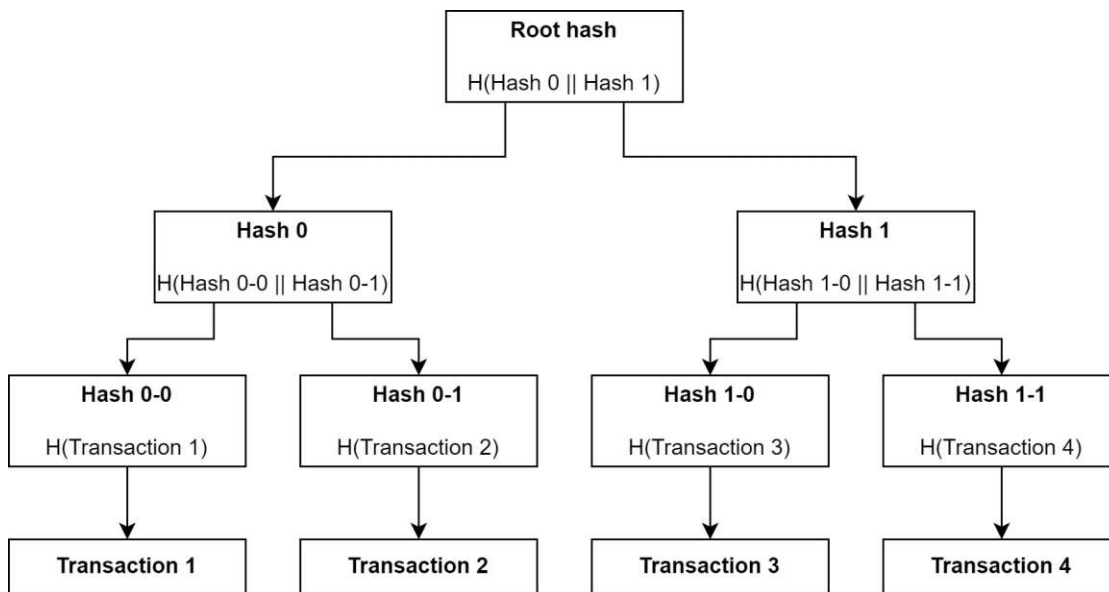 Root hash
H(Hash 0 || Hash 1)
Hash 0
H(Hash 0-0 || Hash 0-1)
Hash 1
H(Hash 1-0 || Hash 1-1)
Hash 0-0
H(Transaction 1)
Hash 0-1
H(Transaction 2)
Hash 1-0
H(Transaction 3)
Hash 1-1
H(Transaction 4)
Transaction 1
Transaction 2
Transaction 3
Transaction 4